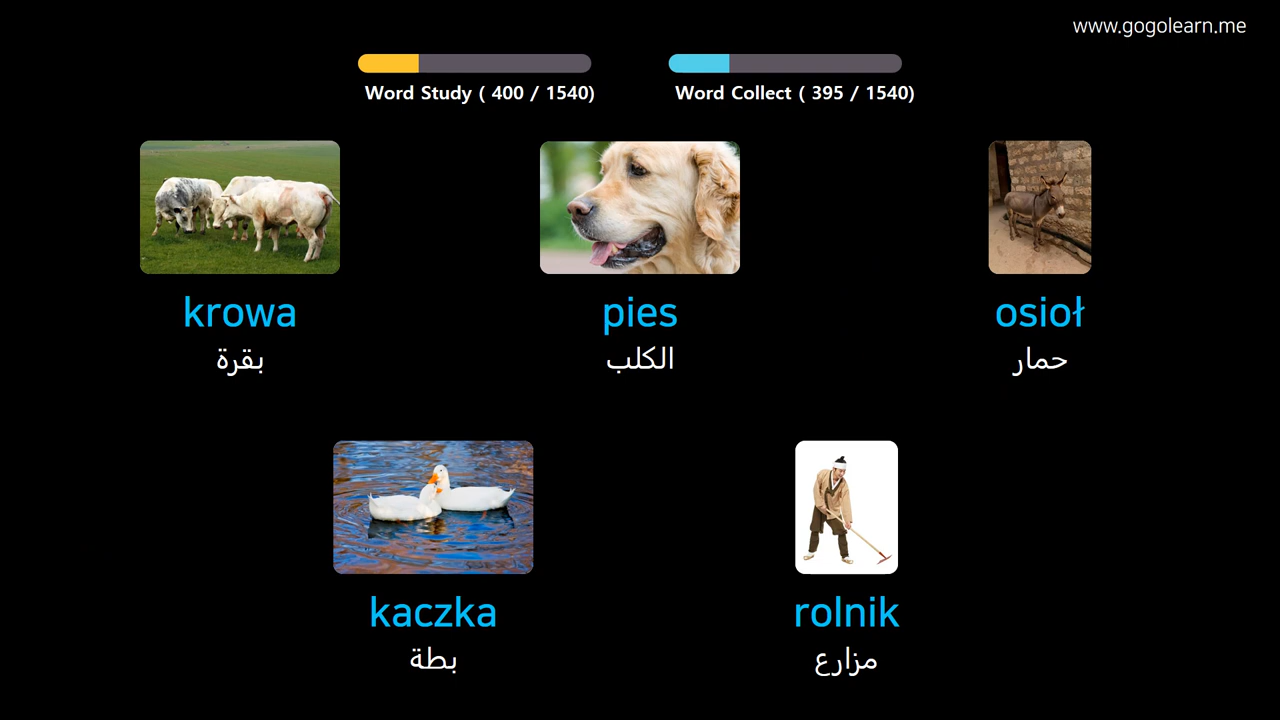 www.gogolearn.me
Word Study ( 400 / 1540)
Word Collect ( 395 / 1540)
krowa
بقرة
pies
الكلب
osioł
حمار
kaczka
بطة
rolnik
مزارع